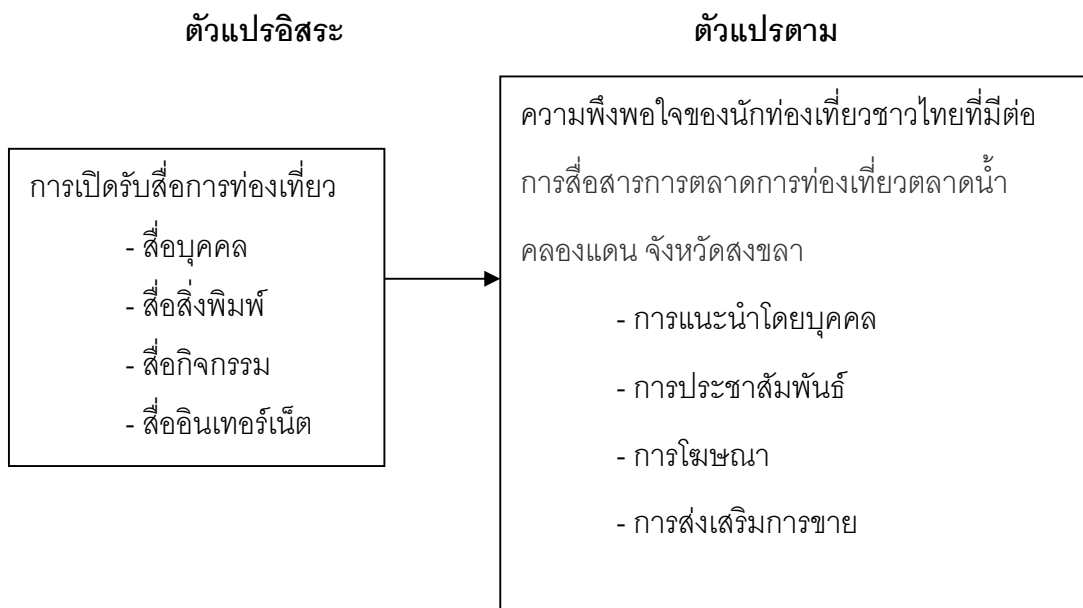 ตัวแปรอิสระ
ตัวแปรตาม
การเปิดรับสื่อการท่องเที่ยว
- สื่อบุคคล
- สื่อสิ่งพิมพ์
- สื่อกิจกรรม
- สื่ออินเทอร์เน็ต
ความพึงพอใจของนักท่องเที่ยวชาวไทยที่มีต่อ
การสื่อสารการตลาดการท่องเที่ยวตลาดน้ำ
คลองแดน จังหวัดสงขลา
- การแนะนำโดยบุคคล
- การประชาสัมพันธ์
- การโฆษณา
- การส่งเสริมการขาย